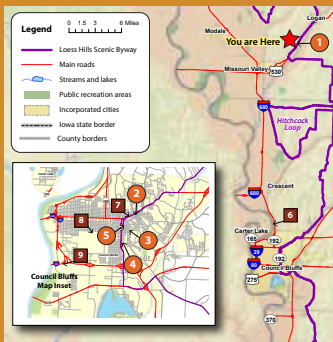 Legend
0 1.5 3 6 Miles
Loess Hills Scenic Byway
Main roads
Streams and lakes
Public recreation areas
Incorporated cities
Iowa state border
County borders
Logan
Modale
You are Here
1
Missouri Valley
530
680
Hitchcock
Loop
Crescent
680
6
Carter Lake
165
192
29
192
Council Bluffs
275
80
370
7
2
8
5
3
9
4
Council Bluffs
Map Inset